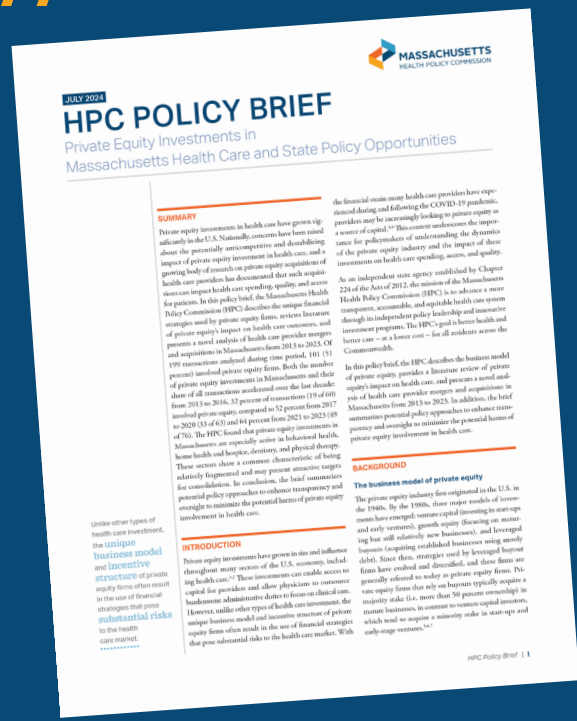 MASSACHUSETTS
HEALTH POLICY COMMISSION
JULY 2024
HPC POLICY BRIEF
Private Equity Investments in
Massachusetts Health Care and State Policy Opportunities
SUMMARY
Private equity investments in health care have grown sig-
nificantly in the U.S. Nationally, concerns have been raised
about the potentially anticompetitive and destabilizing
impact of private equity investment in health care, and a
growing body of research on private equity acquisitions of
health care providers has documented that such acquisi-
tions can impact health care spending, quality, and access
for patients. In this policy brief, the Massachusetts Health
Policy Commission (HPC) describes the unique financial
strategies used by private equity firms, reviews literature
of private equity's impact on health care outcomes, and
presents a novel analysis of health care provider mergers
and acquisitions in Massachusetts from 2013 to 2023. Of
199 transactions analyzed during time period, 101 (51
percent) involved private equity. Both the number
of private equity investments in Massachusetts and their
share of all transactions accelerated over the last decade:
from 2013 to 2016, 32 percent of transactions (19 of 60)
involved private equity, compared to 52 percent from 2017
to 2020 (33 of 63) and 64 percent from 2021 to 2023 (49
of 76). The HPC found that private equity investments in
Massachusetts are especially active in behavioral health,
home health and hospice, dentistry, and physical therapy.
These sectors share a common characteristic of being
relatively fragmented and may present attractive targets
for consolidation. In conclusion, the brief summarizes
potential policy approaches to enhance transparency and
oversight to minimize the potential harms of private equity
involvement in health care.
INTRODUCTION
Private equity investments have grown in size and influence
throughout many sectors of the U.S. economy, includ-
ing health care. These investments can enable access to
capital for providers and allow physicians to outsource
burdensome administrative duties to focus on clinical care.
However, unlike other types of health care investment, the
unique business model and incentive structure of private
equity firms often result in the use of financial strategies
that pose substantial risks to the health care market. With
Unlike other types of
health care investment,
the unique
business model
and incentive
structure of private
equity firms often result
in the use of financial
strategies that pose
substantial risks
to the health
care market.
the financial strain many health care providers have expe-
rienced during and following the COVID-19 pandemic,
providers may be increasingly looking to private equity as
a source of capital. This context underscores the impor-
tance for policymakers of understanding the dynamics
of the private equity industry and the impact of these
investments on health care spending, access, and quality.
As an independent state agency established by Chapter
224 of the Acts of 2012, the mission of the Massachusetts
Health Policy Commission (HPC) is to advance a more
transparent, accountable, and equitable health care system
through its independent policy leadership and innovative
investment programs. The HPC's goal is better health and
better care – at a lower cost – for all residents across the
Commonwealth.
In this policy brief, the HPC describes the business model
of private equity, provides a literature review of private
equity's impact on health care, and presents a novel anal-
ysis of health care provider mergers and acquisitions in
Massachusetts from 2013 to 2023. In addition, the brief
summarizes potential policy approaches to enhance trans-
parency and oversight to minimize the potential harms of
private equity involvement in health care.
BACKGROUND
The business model of private equity
The private equity industry first originated in the U.S. in
the 1940s. By the 1980s, three major models of invest-
ments have emerged: venture capital (investing in start-ups
and early ventures), growth equity (focusing on matur-
ing but still relatively new businesses), and leveraged
buyouts (acquiring established businesses using mostly
debt). Since then, strategies used by leveraged buyout
firms have evolved and diversified, and these firms are
generally referred to today as private equity firms. Pri-
vate equity firms that rely on buyouts typically acquire a
majority stake (i.e. more than 50 percent ownership) in
mature businesses, in contrast to venture capital investors,
which tend to acquire a minority stake in start-ups and
early-stage ventures.
HPC Policy Brief | 1